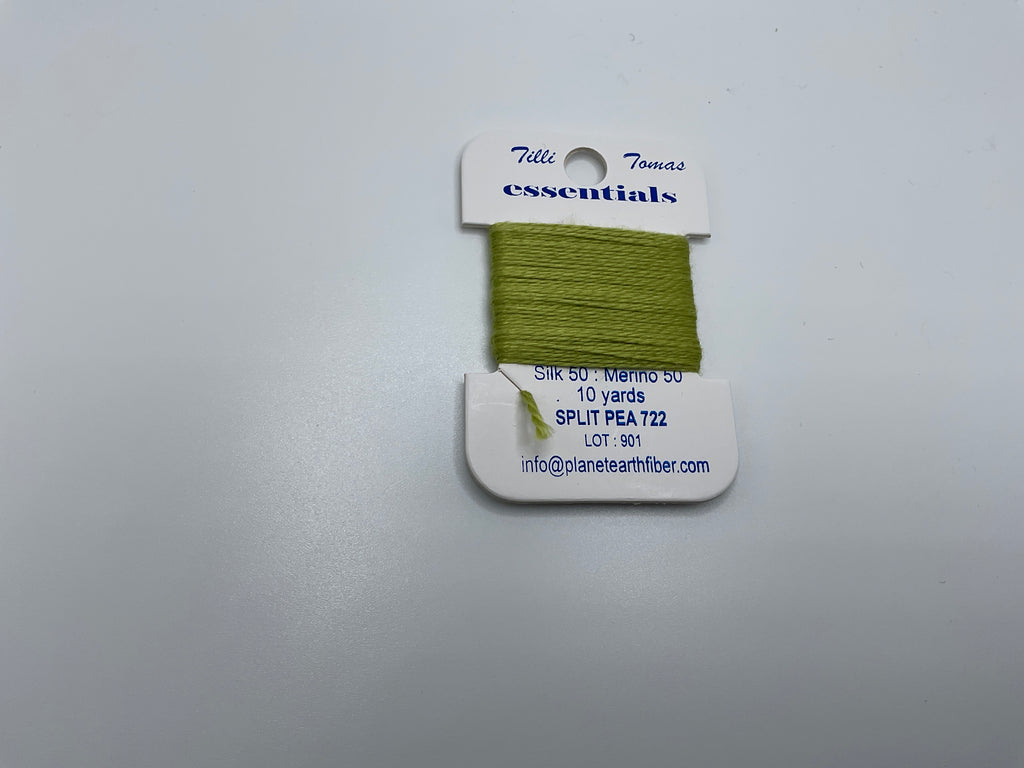 Tilli Tomas
essentials
Silk 50 : Merino 50
10 yards
SPLIT PEA 722
LOT : 901
info@planetearthfiber.com